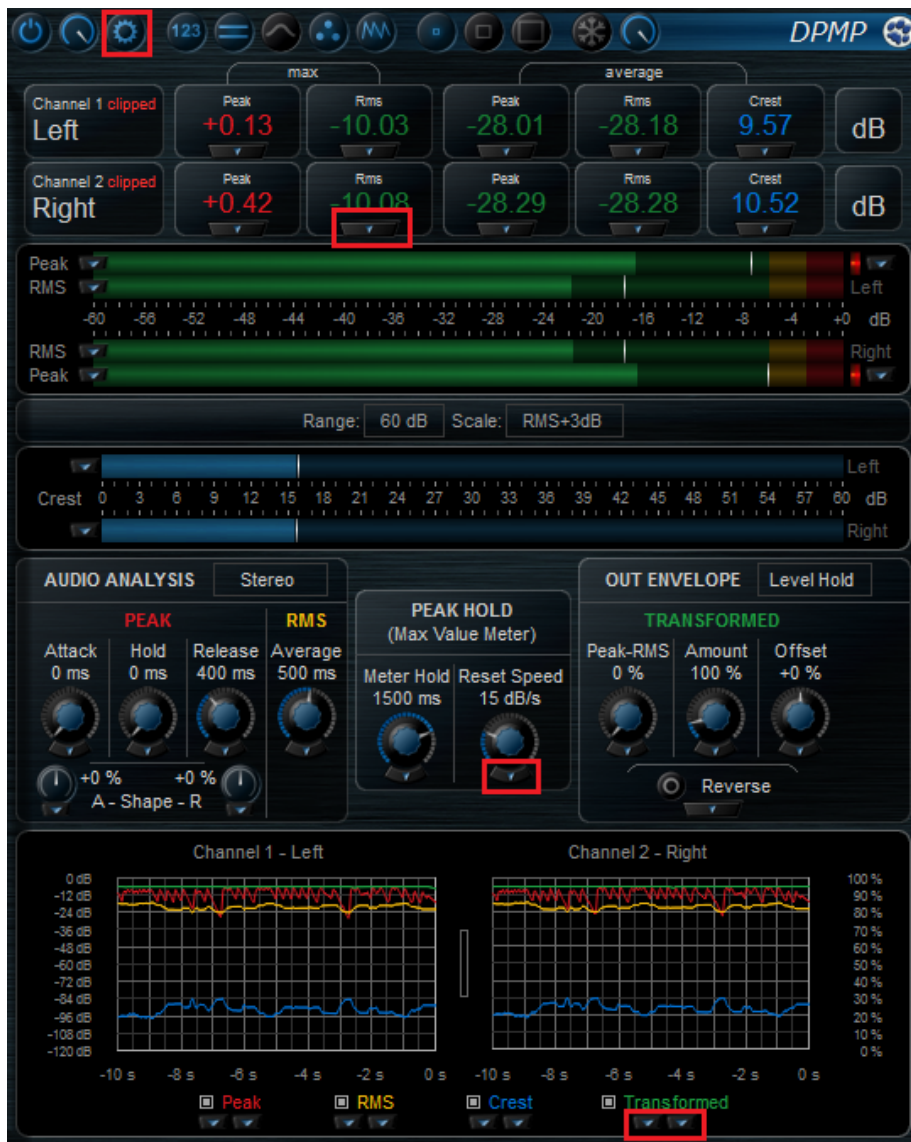 123 DPMP
max average
Channel 1 clipped Peak Rms Peak Rms Crest
Left +0.13 -10.03 -28.01 -28.18 9.57 dB
Channel 2 clipped Peak Rms Peak Rms Crest
Right +0.42 -10.08 -28.29 -28.28 10.52 dB
Peak
RMS Left
-60 -56 -52 -48 -44 -40 -36 -32 -28 -24 -20 -16 -12 -8 -4 +0 dB
RMS Right
Peak
Range: 60 dB Scale: RMS+3dB
Left
Crest 0 3 6 9 12 15 18 21 24 27 30 33 36 39 42 45 48 51 54 57 60 dB
Right
AUDIO ANALYSIS Stereo
PEAK RMS
Attack Hold Release Average
0 ms 0 ms 400 ms 500 ms
+0 % +0 %
A - Shape - R
PEAK HOLD
(Max Value Meter)
Meter Hold Reset Speed
1500 ms 15 dB/s
OUT ENVELOPE Level Hold
TRANSFORMED
Peak-RMS Amount Offset
0 % 100 % +0 %
Reverse
Channel 1 - Left Channel 2 - Right
0 dB 100 %
-12 dB 90 %
-24 dB 80 %
-36 dB 70 %
-48 dB 60 %
-60 dB 50 %
-72 dB 40 %
-84 dB 30 %
-96 dB 20 %
-108 dB 10 %
-120 dB 0 %
-10 s -8 s -6 s -4 s -2 s 0 s -10 s -8 s -6 s -4 s -2 s 0 s
Peak RMS Crest Transformed